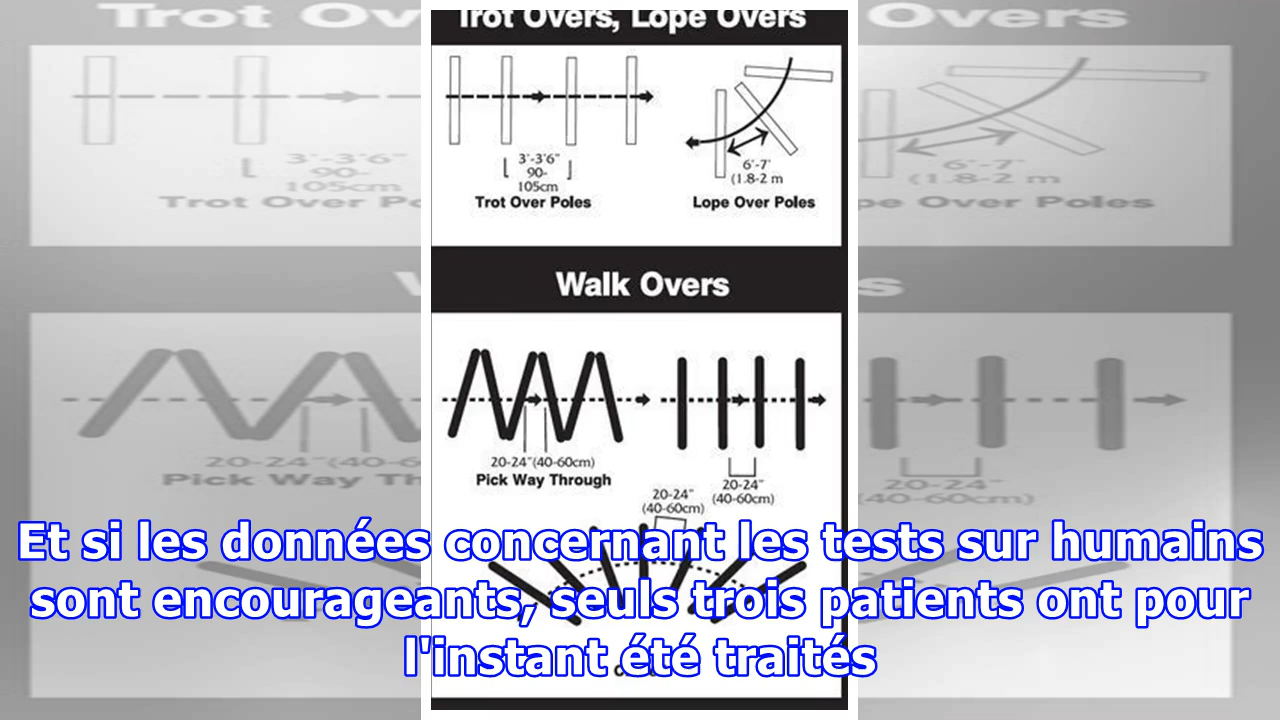 Trot Overs, Lope Overs
3'-3'6"
90-
105cm
Trot Over Poles
6'-7'
(1.8-2 m
Lope Over Poles
Walk Overs
20-24"(40-60cm)
Pick Way Through
20-24"
(40-60cm)
20-24"
(40-60cm)
Et si les données concernant les tests sur humains
sont encourageants, seuls trois patients ont pour
l'instant été traités